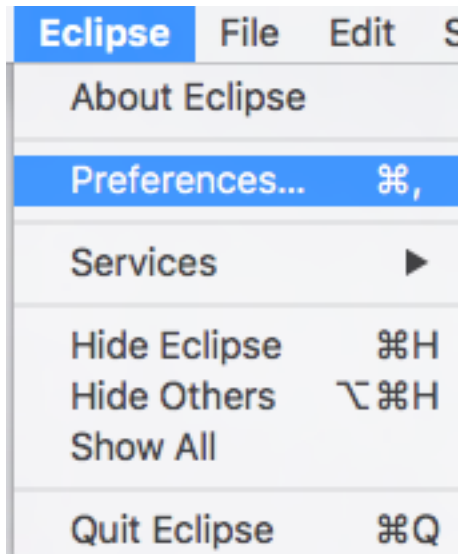 Eclipse File Edit S
About Eclipse
Preferences... ⌘,
Services ▶
Hide Eclipse ⌘H
Hide Others ⌥⌘H
Show All
Quit Eclipse ⌘Q